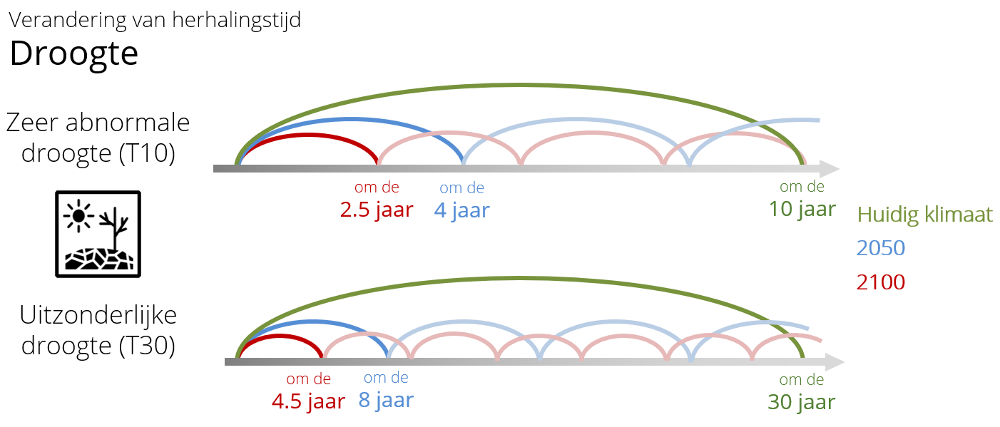 Verandering van herhalingstijd
Droogte
Zeer abnormale
droogte (T10)
om de
2.5 jaar
om de
4 jaar
om de
10 jaar
Huidig klimaat
2050
2100
Uitzonderlijke
droogte (T30)
om de
4.5 jaar
om de
8 jaar
om de
30 jaar